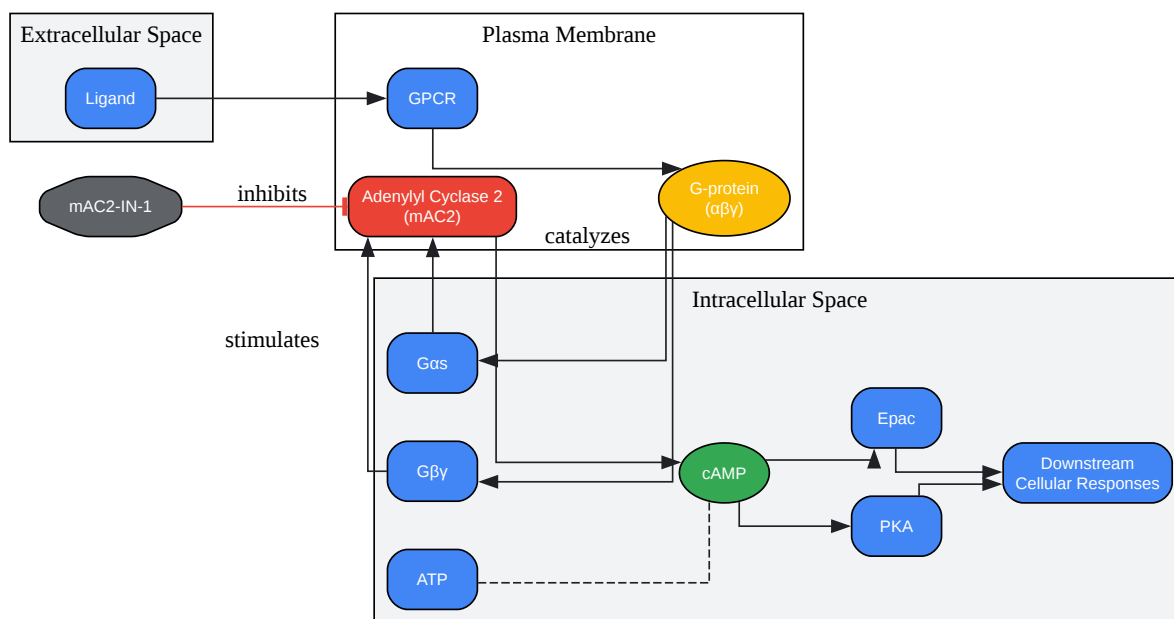 Extracellular Space
Plasma Membrane
Ligand
GPCR
mAC2-IN-1
inhibits
Adenylyl Cyclase 2
(mAC2)
G-protein
(αβγ)
catalyzes
Intracellular Space
stimulates
Gαs
Epac
Gβγ
cAMP
Downstream
Cellular Responses
PKA
ATP